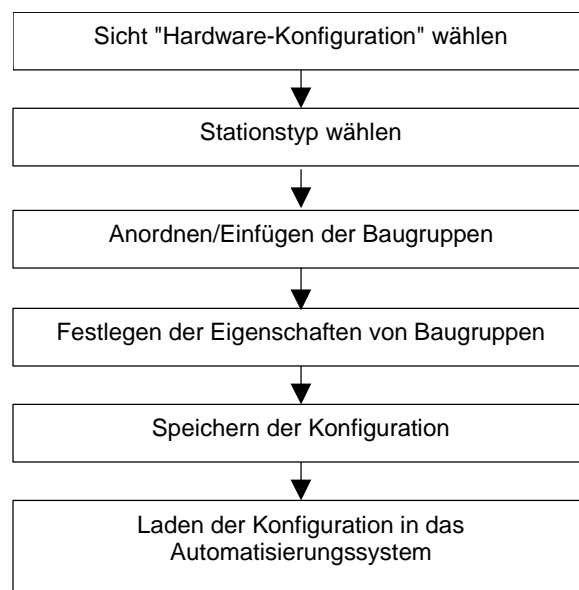 Sicht "Hardware-Konfiguration" wählen
Stationstyp wählen
Anordnen/Einfügen der Baugruppen
Festlegen der Eigenschaften von Baugruppen
Speichern der Konfiguration
Laden der Konfiguration in das
Automatisierungssystem